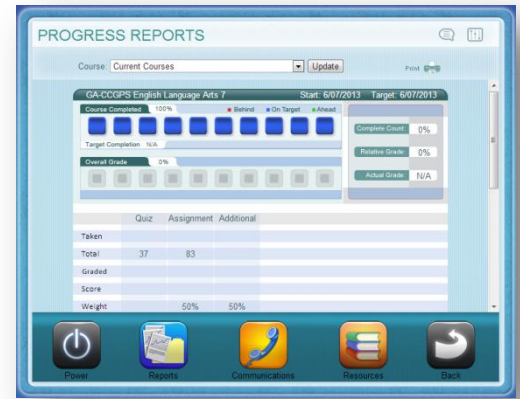 PROGRESS REPORTS
Course: Current Courses Update Print
GA-CCGPS English Language Arts 7 Start: 6/07/2013 Target: 6/07/2013
Course Completed 100% Behind On Target Ahead
Target Completion N/A
Overall Grade 0%
Complete Count 0%
Relative Grade 0%
Actual Grade N/A
Quiz Assignment Additional
Taken
Total 37 83
Graded
Score
Weight 50% 50%
Power Reports Communications Resources Back